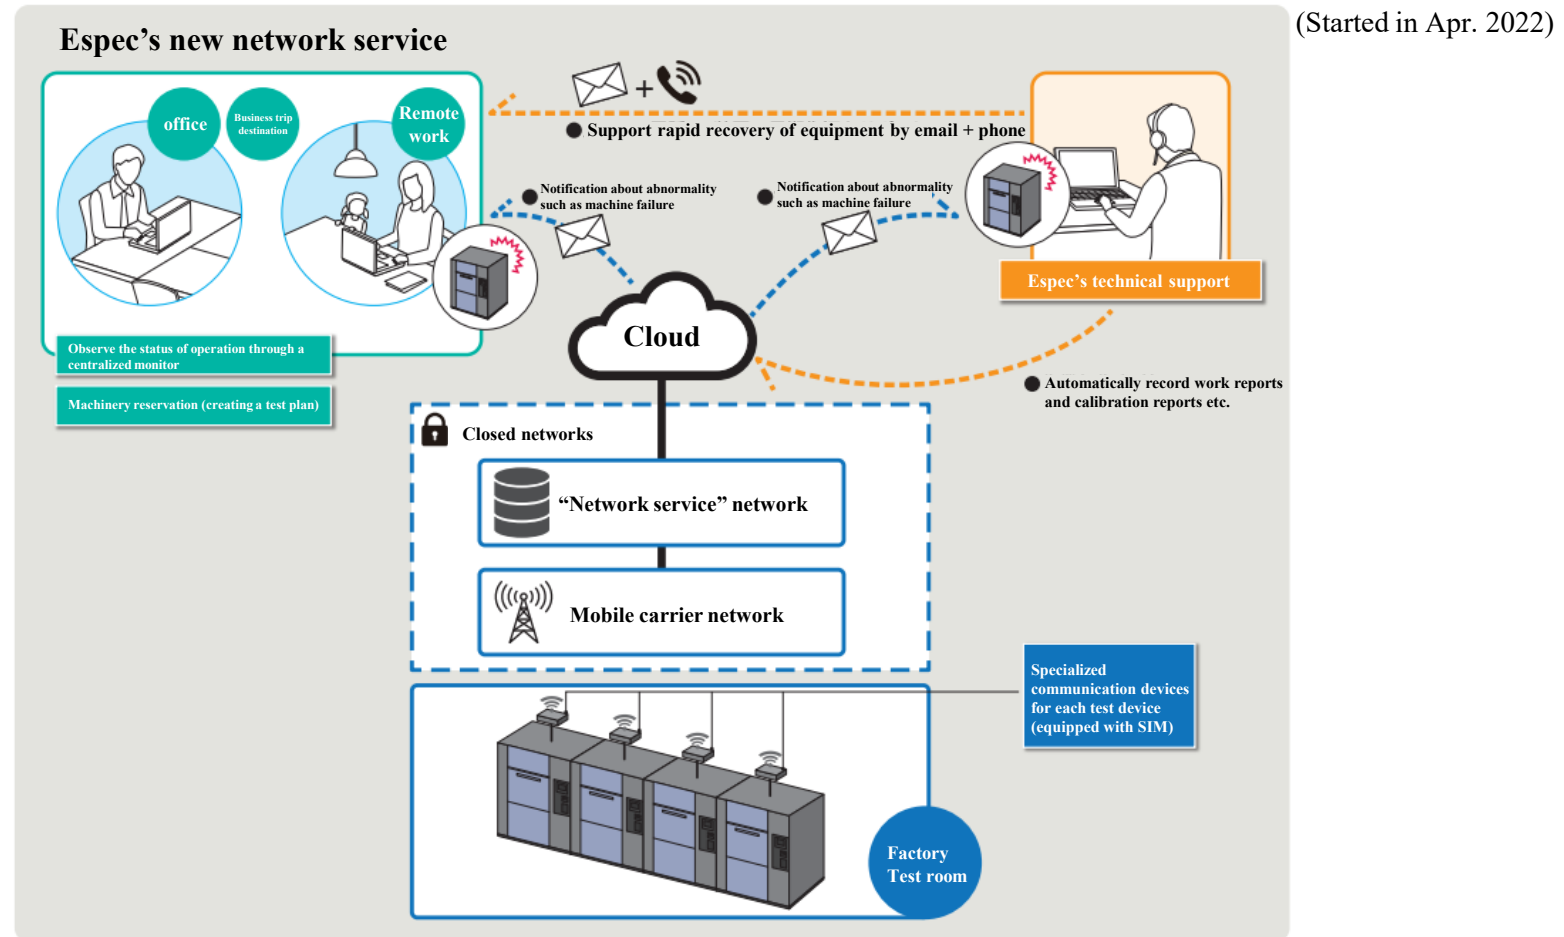 (Started in Apr. 2022)
Espec’s new network service
office
Business trip
destination
Remote
work
Support rapid recovery of equipment by email + phone
Notification about abnormality
such as machine failure
Notification about abnormality
such as machine failure
Espec’s technical support
Cloud
Observe the status of operation through a
centralized monitor
Machinery reservation (creating a test plan)
Automatically record work reports
and calibration reports etc.
Closed networks
“Network service” network
Mobile carrier network
Specialized
communication devices
for each test device
(equipped with SIM)
Factory
Test room